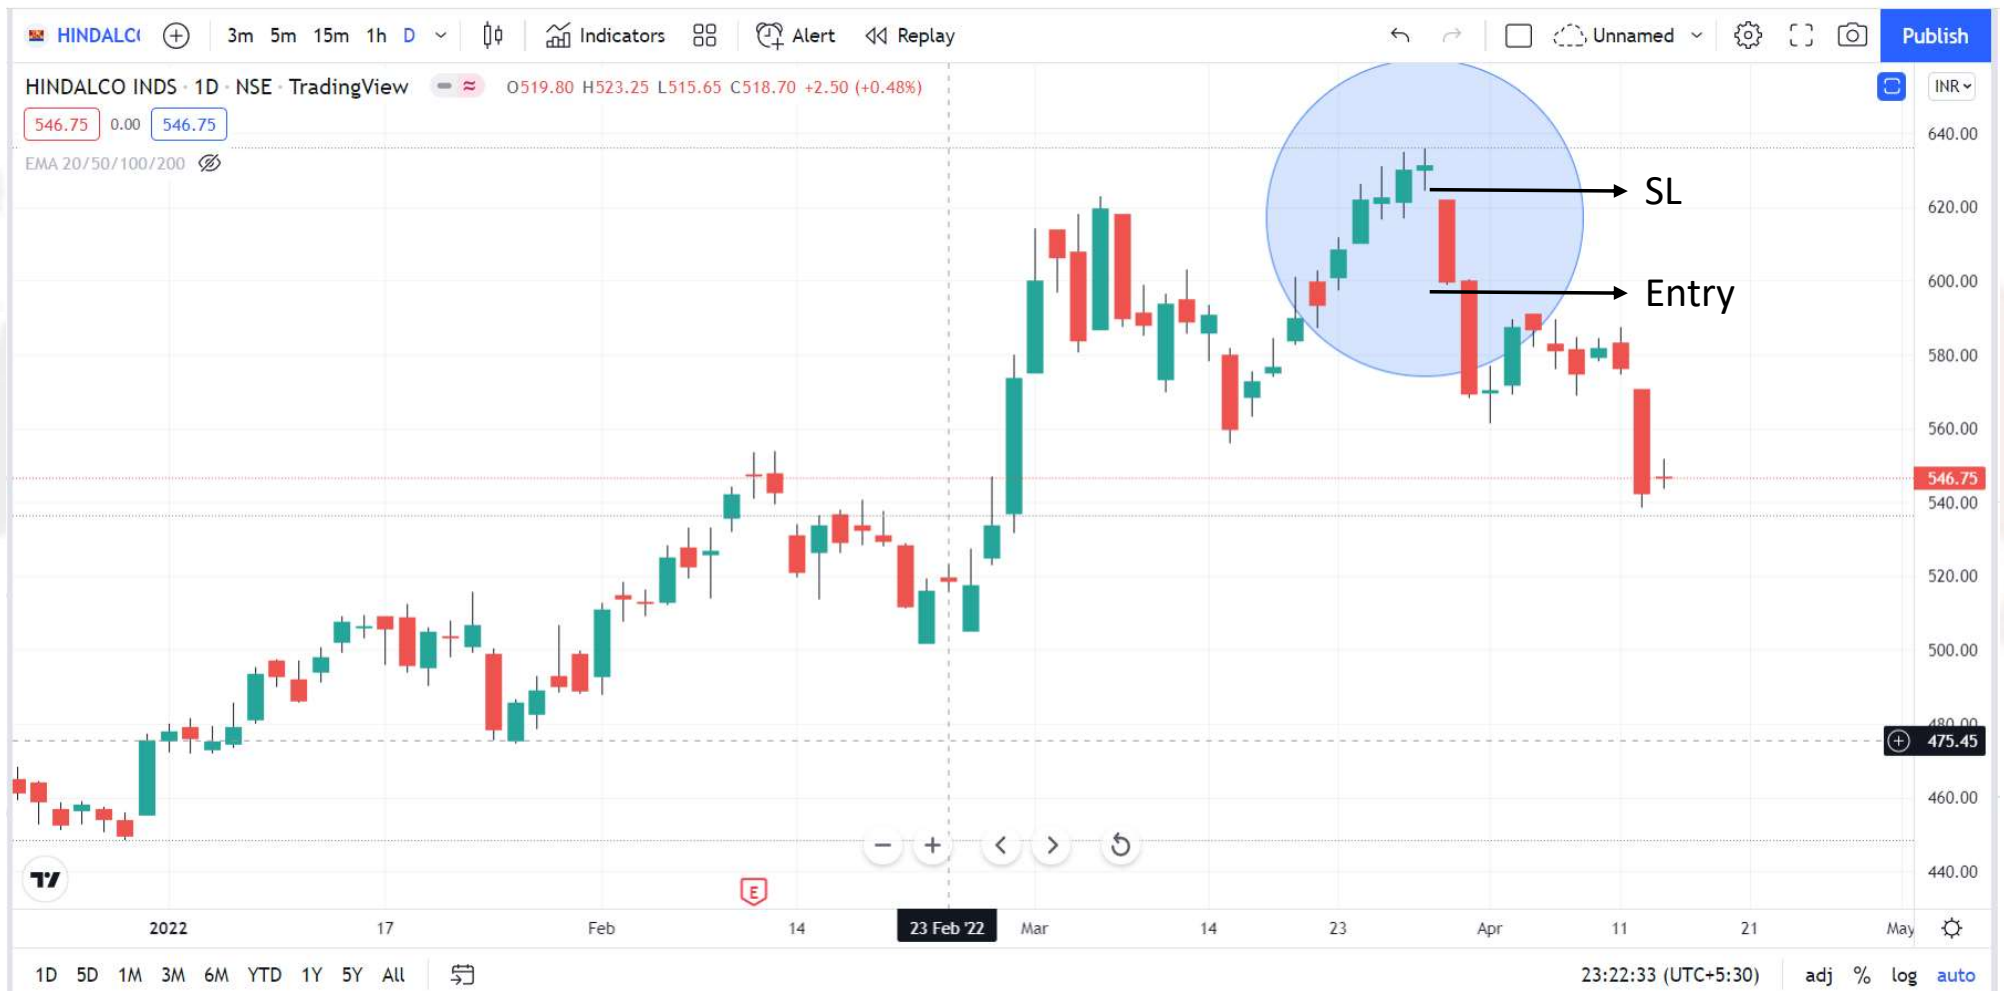 HINDALC 3m 5m 15m 1h D Indicators Alert Replay Unnamed Publish
HINDALCO INDS · 1D · NSE · TradingView O519.80 H523.25 L515.65 C518.70 +2.50 (+0.48%) INR
546.75 0.00 546.75
EMA 20/50/100/200
640.00
SL
620.00
600.00
Entry
580.00
560.00
546.75
540.00
520.00
500.00
480.00
475.45
460.00
440.00
E
2022 17 Feb 14 23 Feb '22 Mar 14 23 Apr 11 21 May
1D 5D 1M 3M 6M YTD 1Y 5Y All 23:22:33 (UTC+5:30) adj % log auto